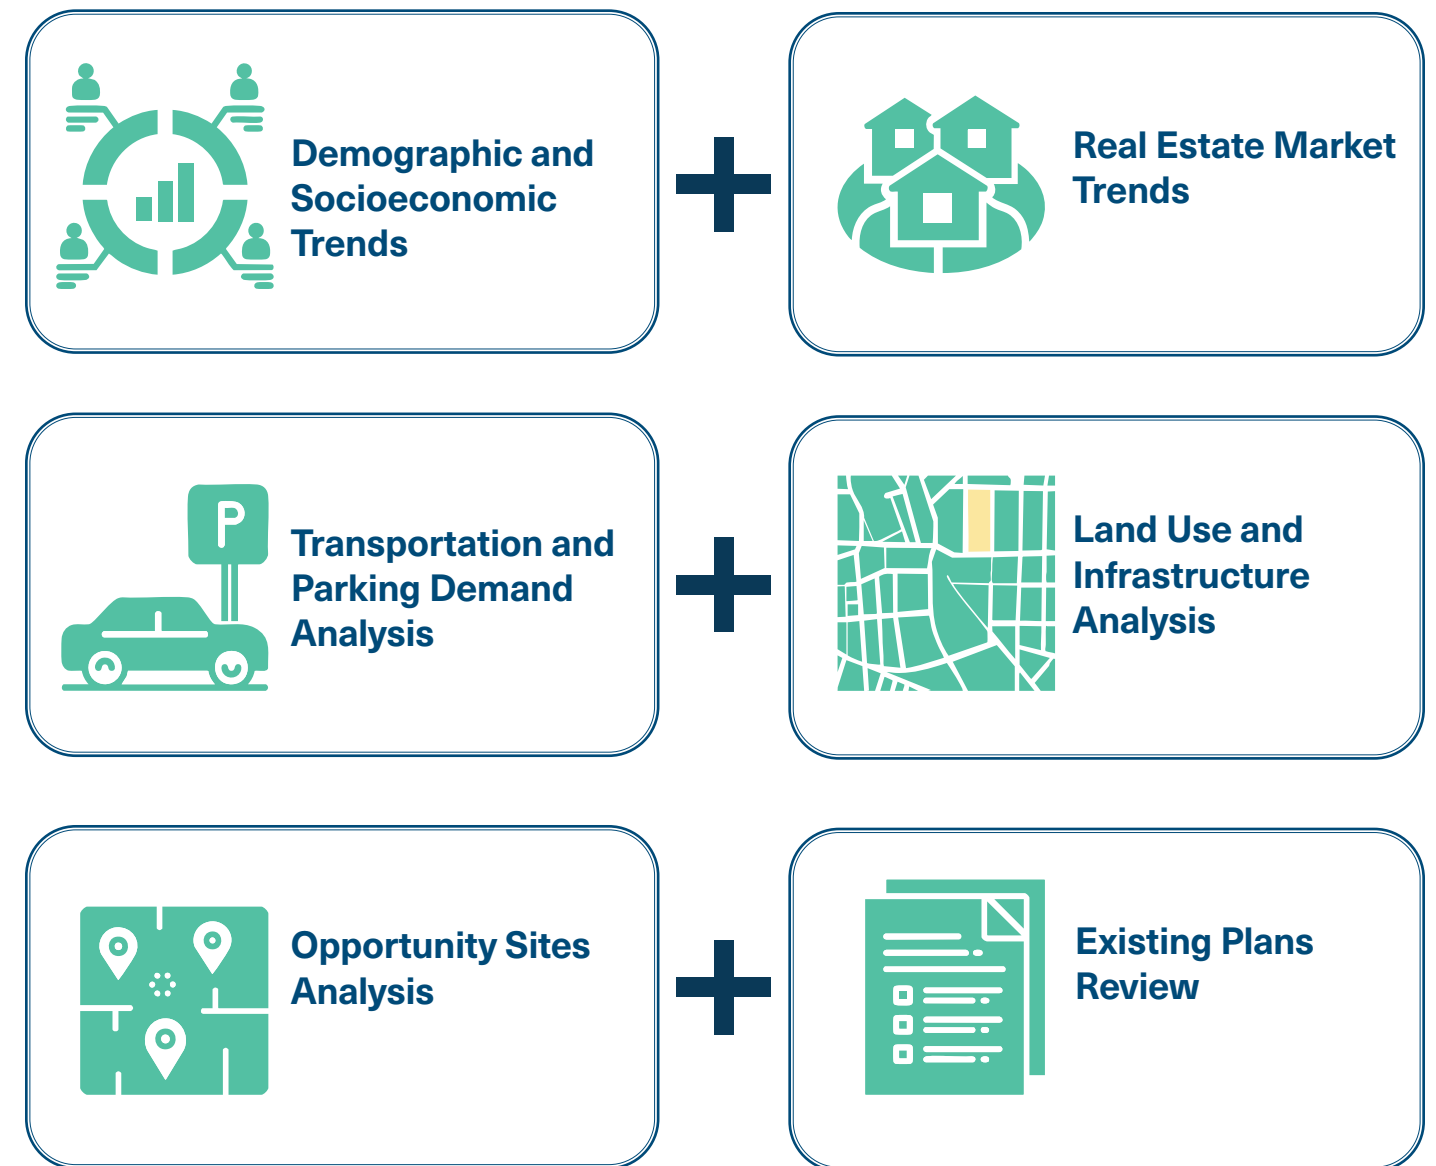 Demographic and
Socioeconomic
Trends
Real Estate Market
Trends
P
Transportation and
Parking Demand
Analysis
Land Use and
Infrastructure
Analysis
Opportunity Sites
Analysis
Existing Plans
Review